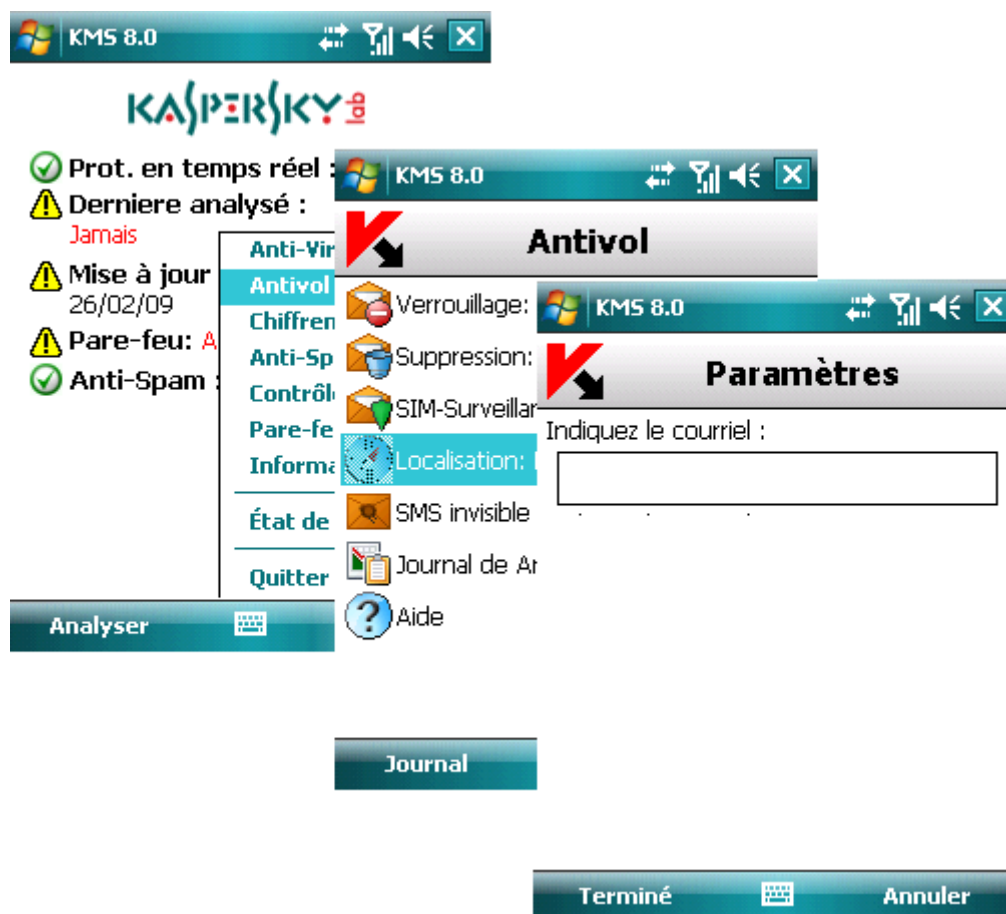 KMS 8.0
KASPERSKY lab
Prot. en temps réel :
Derniere analysé :
Jamais
Mise à jour
26/02/09
Pare-feu: A
Anti-Spam :
Anti-Vir
Antivol
Chiffren
Anti-Sp
Contrôl
Pare-fe
Informa
État de
Quitter
Analyser
KMS 8.0
Antivol
Verrouillage:
Suppression:
SIM-Surveillar
Localisation:
SMS invisible
Journal de Ar
Aide
Journal
KMS 8.0
Paramètres
Indiquez le courriel :
Terminé
Annuler